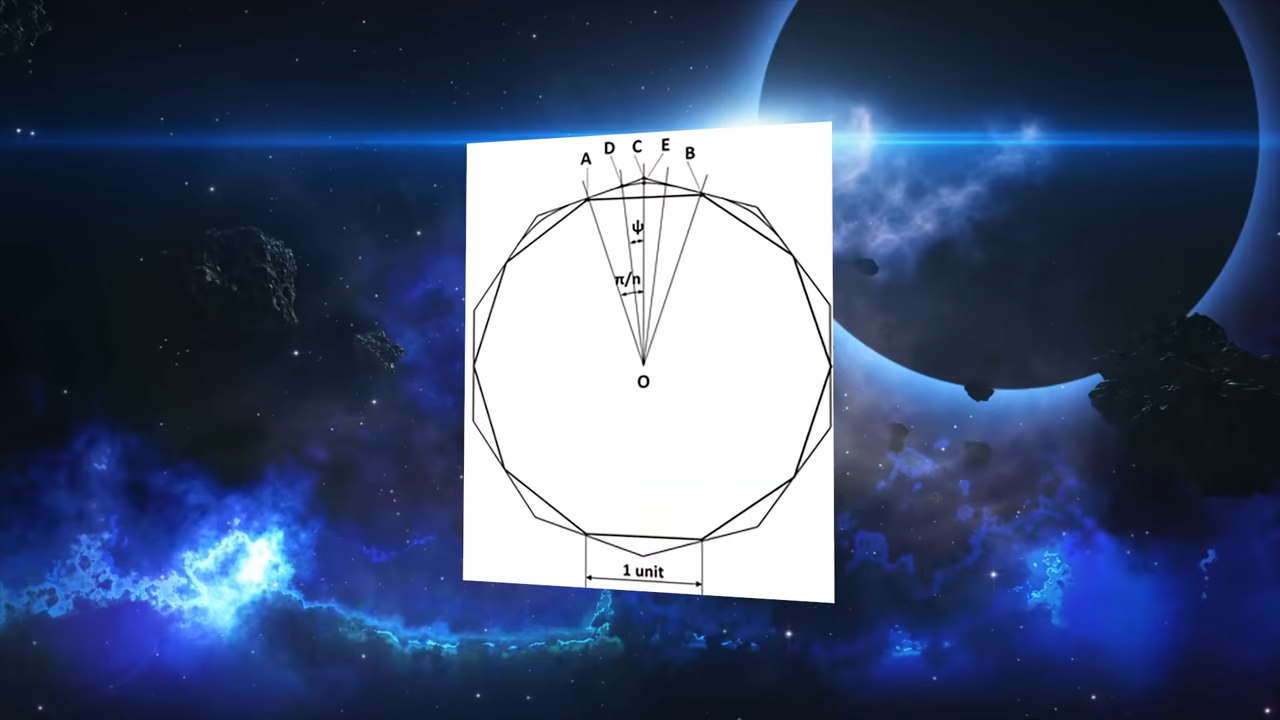 A D C E B
ψ
π/n
O
1 unit